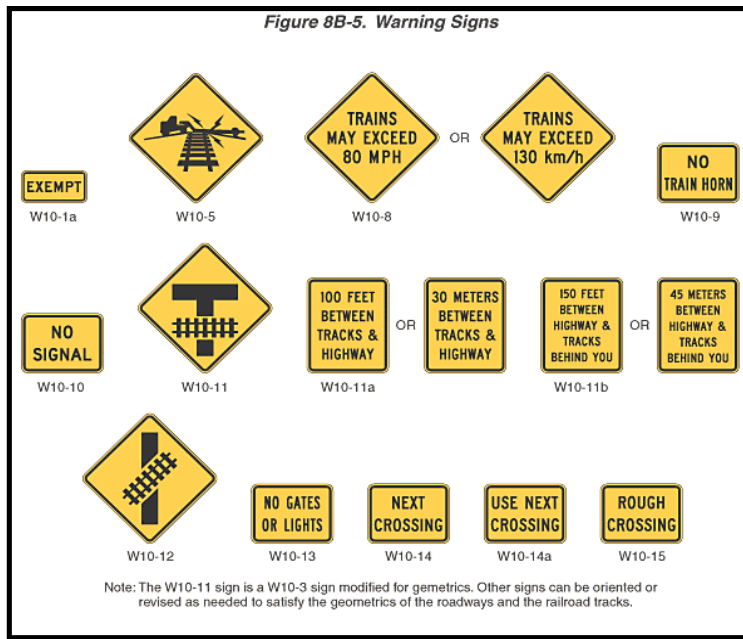 Figure 8B-5. Warning Signs
EXEMPT
W10-1a
W10-5
TRAINS
MAY EXCEED
80 MPH
W10-8
OR
TRAINS
MAY EXCEED
130 km/h
NO
TRAIN HORN
W10-9
NO
SIGNAL
W10-10
W10-11
100 FEET
BETWEEN
TRACKS &
HIGHWAY
W10-11a
OR
30 METERS
BETWEEN
TRACKS &
HIGHWAY
150 FEET
BETWEEN
HIGHWAY &
TRACKS
BEHIND YOU
W10-11b
OR
45 METERS
BETWEEN
HIGHWAY &
TRACKS
BEHIND YOU
W10-12
NO GATES
OR LIGHTS
W10-13
NEXT
CROSSING
W10-14
USE NEXT
CROSSING
W10-14a
ROUGH
CROSSING
W10-15
Note: The W10-11 sign is a W10-3 sign modified for gemetrics. Other signs can be oriented or
revised as needed to satisfy the geometrics of the roadways and the railroad tracks.